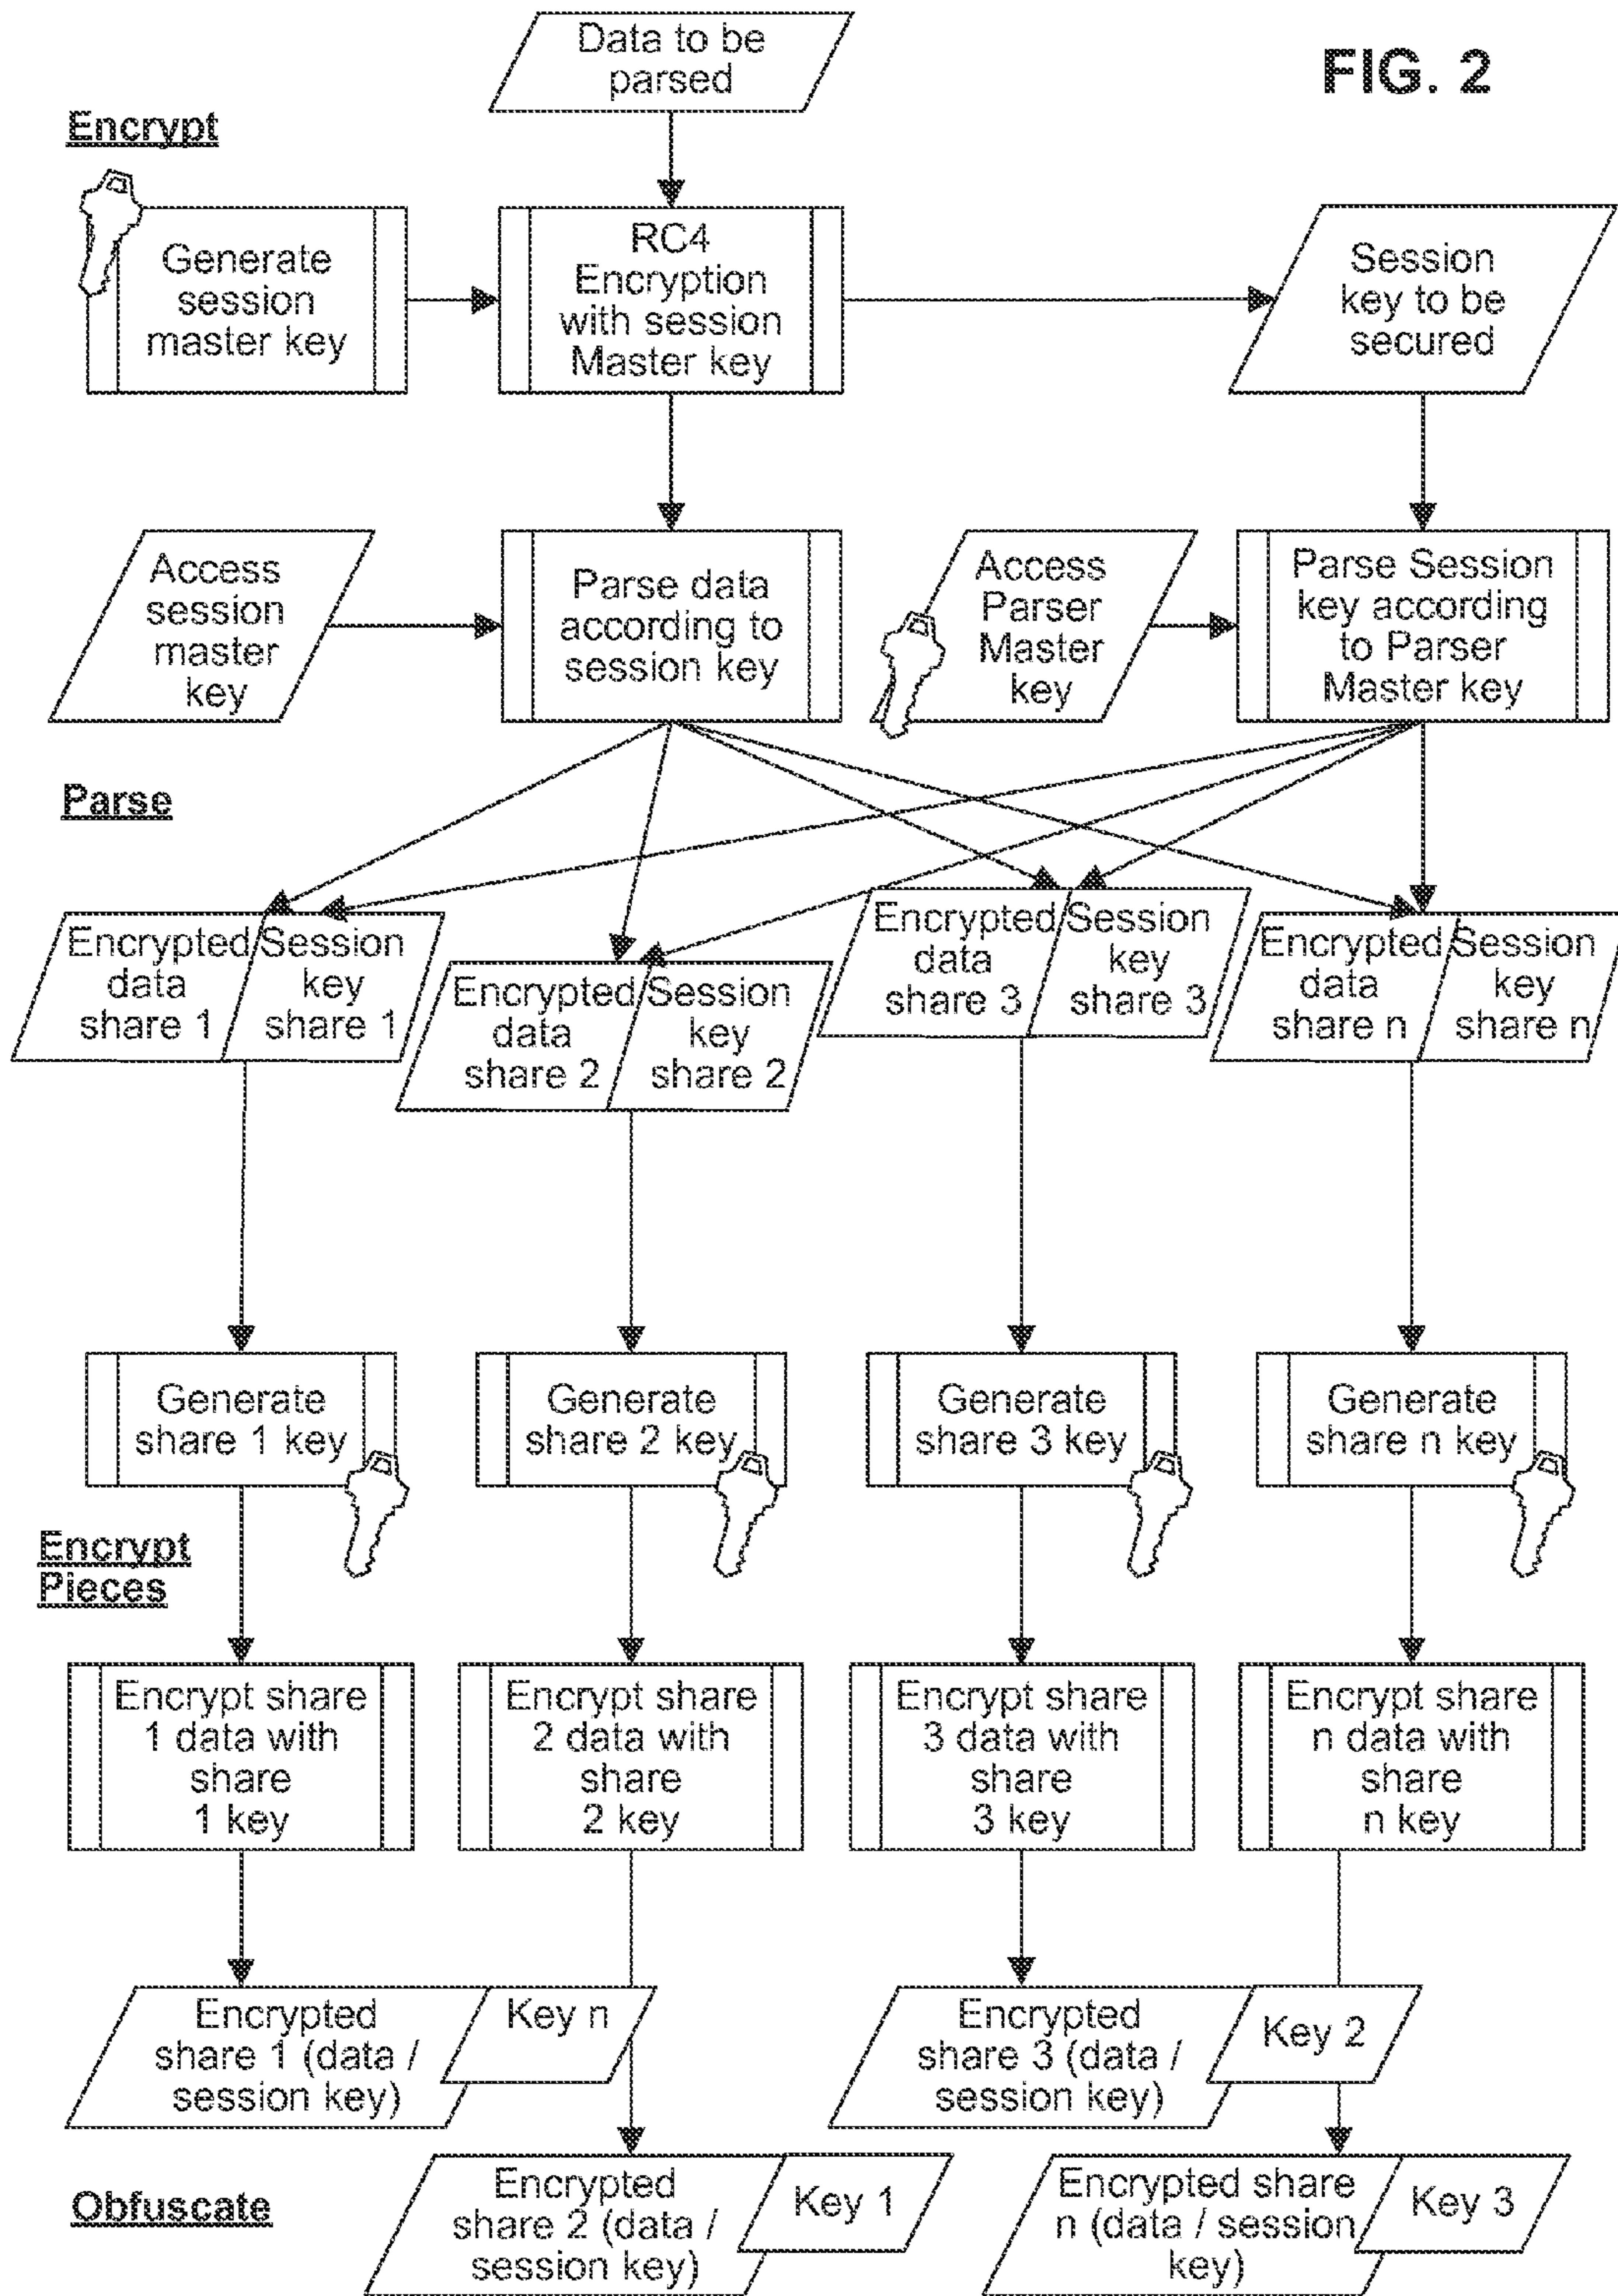 Data to be
parsed
FIG. 2
Encrypt
Generate
session
master key
RC4
Encryption
with session
Master key
Session
key to be
secured
Access
session
master
key
Parse data
according to
session key
Access
Parser
Master
key
Parse Session
key according
to Parser
Master key
Parse
Encrypted
data
share 1
Session
key
share 1
Encrypted
data
share 2
Session
key
share 2
Encrypted
data
share 3
Session
key
share 3
Encrypted
data
share n
Session
key
share n
Generate
share 1 key
Generate
share 2 key
Generate
share 3 key
Generate
share n key
Encrypt
Pieces
Encrypt share
1 data with
share
1 key
Encrypt share
2 data with
share
2 key
Encrypt share
3 data with
share
3 key
Encrypt share
n data with
share
n key
Encrypted
share 1 (data /
session key)
Key n
Encrypted
share 3 (data /
session key)
Key 2
Obfuscate
Encrypted
share 2 (data /
session key)
Key 1
Encrypted share
n (data / session
key)
Key 3